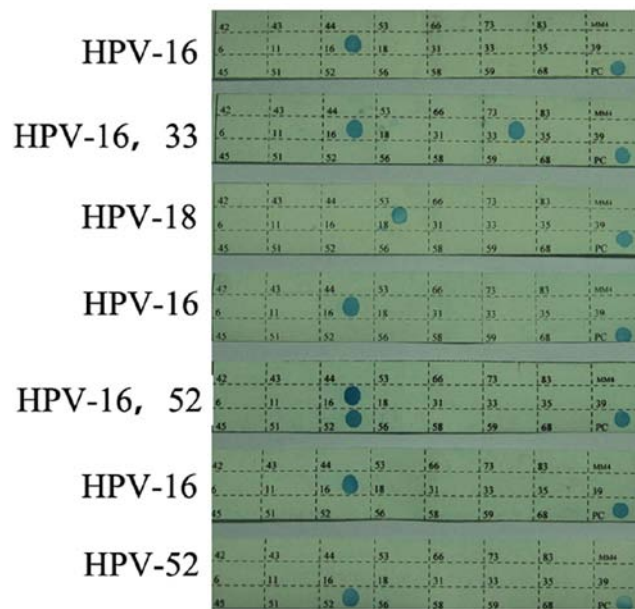 HPV-16
42 43 44 53 66 73 83 MM4
6 11 16 18 31 33 35 39
45 51 52 56 58 59 68 PC
HPV-16, 33
42 43 44 53 66 73 83 MM4
6 11 16 18 31 33 35 39
45 51 52 56 58 59 68 PC
HPV-18
42 43 44 53 66 73 83 MM4
6 11 16 18 31 33 35 39
45 51 52 56 58 59 68 PC
HPV-16
42 43 44 53 66 73 83 MM4
6 11 16 18 31 33 35 39
45 51 52 56 58 59 68 PC
HPV-16, 52
42 43 44 53 66 73 83 MM4
6 11 16 18 31 33 35 39
45 51 52 56 58 59 68 PC
HPV-16
42 43 44 53 66 73 83 MM4
6 11 16 18 31 33 35 39
45 51 52 56 58 59 68 PC
HPV-52
42 43 44 53 66 73 83 MM4
6 11 16 18 31 33 35 39
45 51 52 56 58 59 68 PC